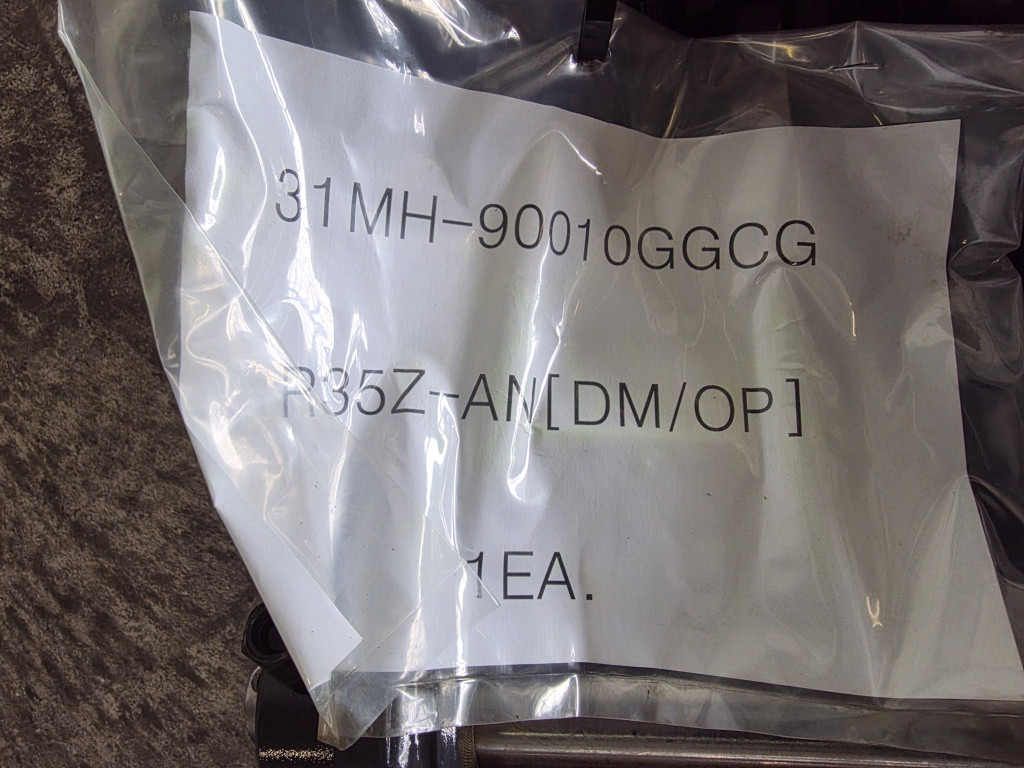 31MH-90010GGCG
R35Z-AN[DM/OP]
1EA.